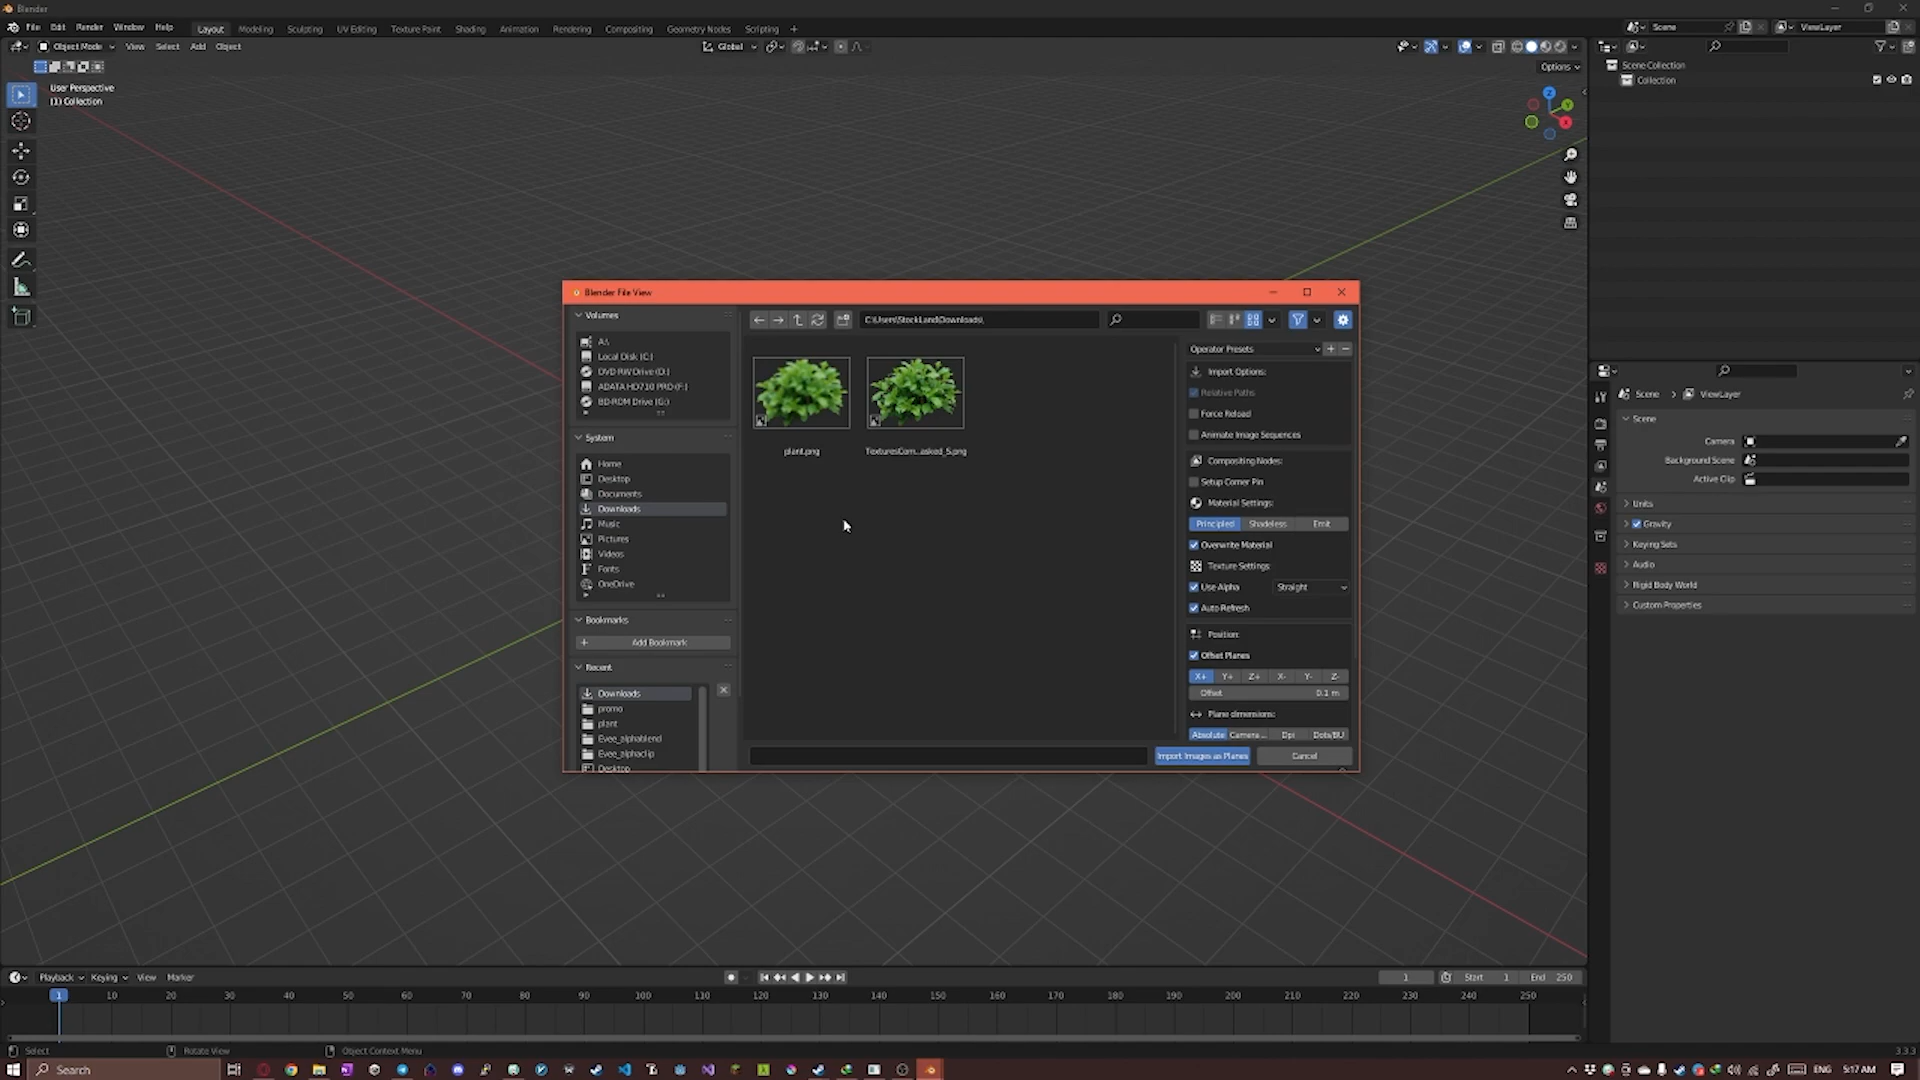 Blender
File Edit Render Window Help Layout Modeling Sculpting UV Editing Texture Paint Shading Animation Rendering Compositing Geometry Nodes Scripting + Scene ViewLayer
Object Mode View Select Add Object Global
Options
User Perspective
(1) Collection
Scene Collection
Collection
Blender File View
Volumes
A:\
Local Disk (C:)
DVD RW Drive (D:)
ADATA HD710 PRO (F:)
BD-ROM Drive (G:)
System
Home
Desktop
Documents
Downloads
Music
Pictures
Videos
Fonts
OneDrive
Bookmarks
Add Bookmark
Recent
Downloads
promo
plant
Evee_alphablend
Evee_alphaclip
Desktop
C:\Users\StockLand\Downloads\
plant.png
TexturesCom...asked_S.png
Operator Presets
Import Options:
Relative Paths
Force Reload
Animate Image Sequences
Compositing Nodes:
Setup Corner Pin
Material Settings:
Principled Shadeless Emit
Overwrite Material
Texture Settings:
Use Alpha Straight
Auto Refresh
Position:
Offset Planes
X+ Y+ Z+ X- Y- Z-
Offset 0.1 m
Plane dimensions:
Absolute Camera... Dpi Dots/BU
Import Images as Planes Cancel
Scene ViewLayer
Scene
Camera
Background Scene
Active Clip
Units
Gravity
Keying Sets
Audio
Rigid Body World
Custom Properties
Playback Keying View Marker 1 Start 1 End 250
1 10 20 30 40 50 60 70 80 90 100 110 120 130 140 150 160 170 180 190 200 210 220 230 240 250
Select Rotate View Object Context Menu 3.3.3
Search ENG 5:17 AM